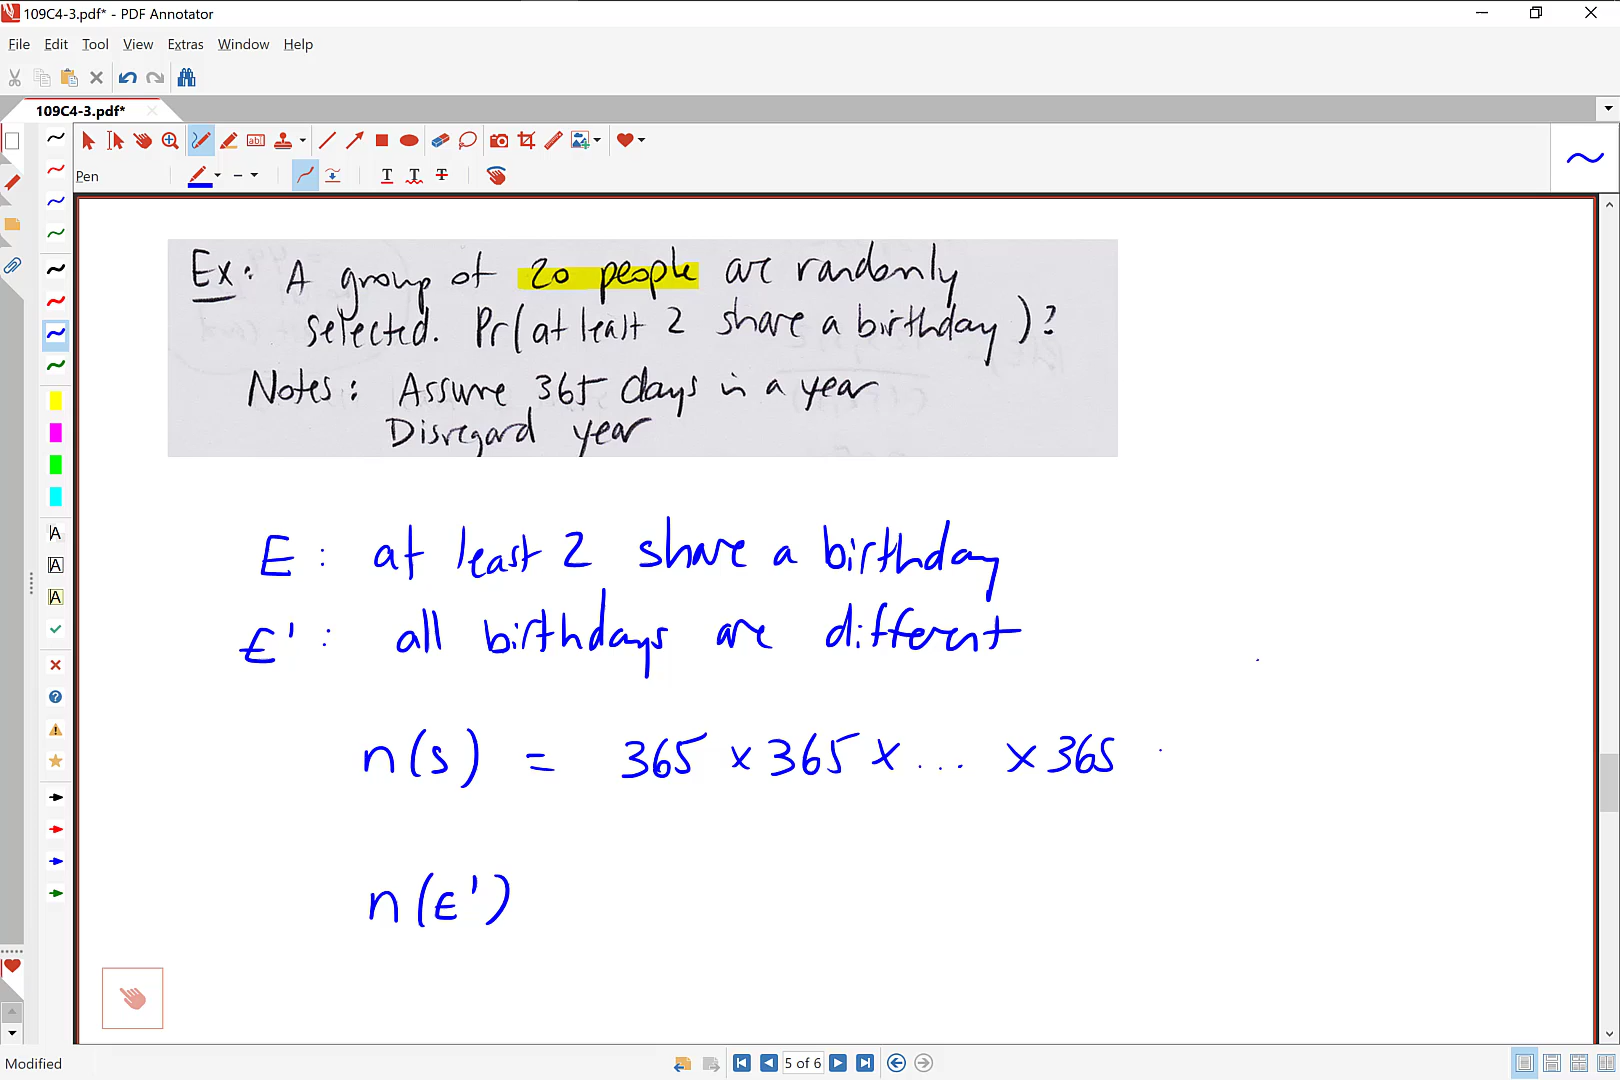 109C4-3.pdf* - PDF Annotator
File Edit Tool View Extras Window Help
109C4-3.pdf*
Pen
Ex: A group of 20 people are randomly
selected. Pr(at least 2 share a birthday)?
Notes: Assume 365 days in a year
Disregard year
E: at least 2 share a birthday
E': all birthdays are different
n(s) = 365 × 365 × ... × 365
n(E')
Modified
5 of 6